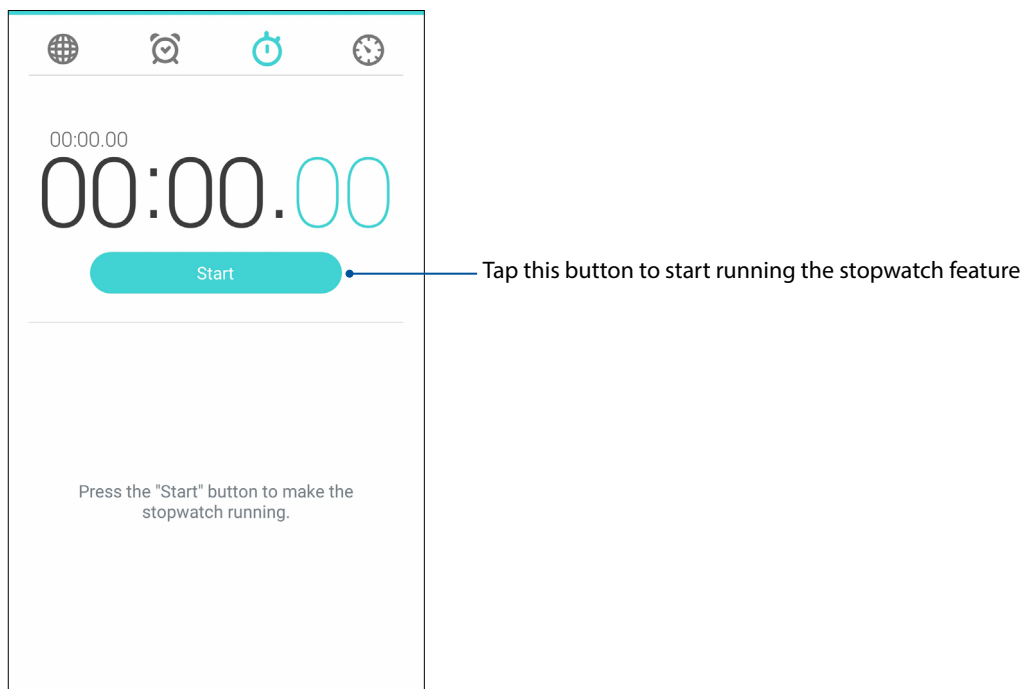 00:00.00
00:00.00
Start
Tap this button to start running the stopwatch feature
Press the "Start" button to make the
stopwatch running.